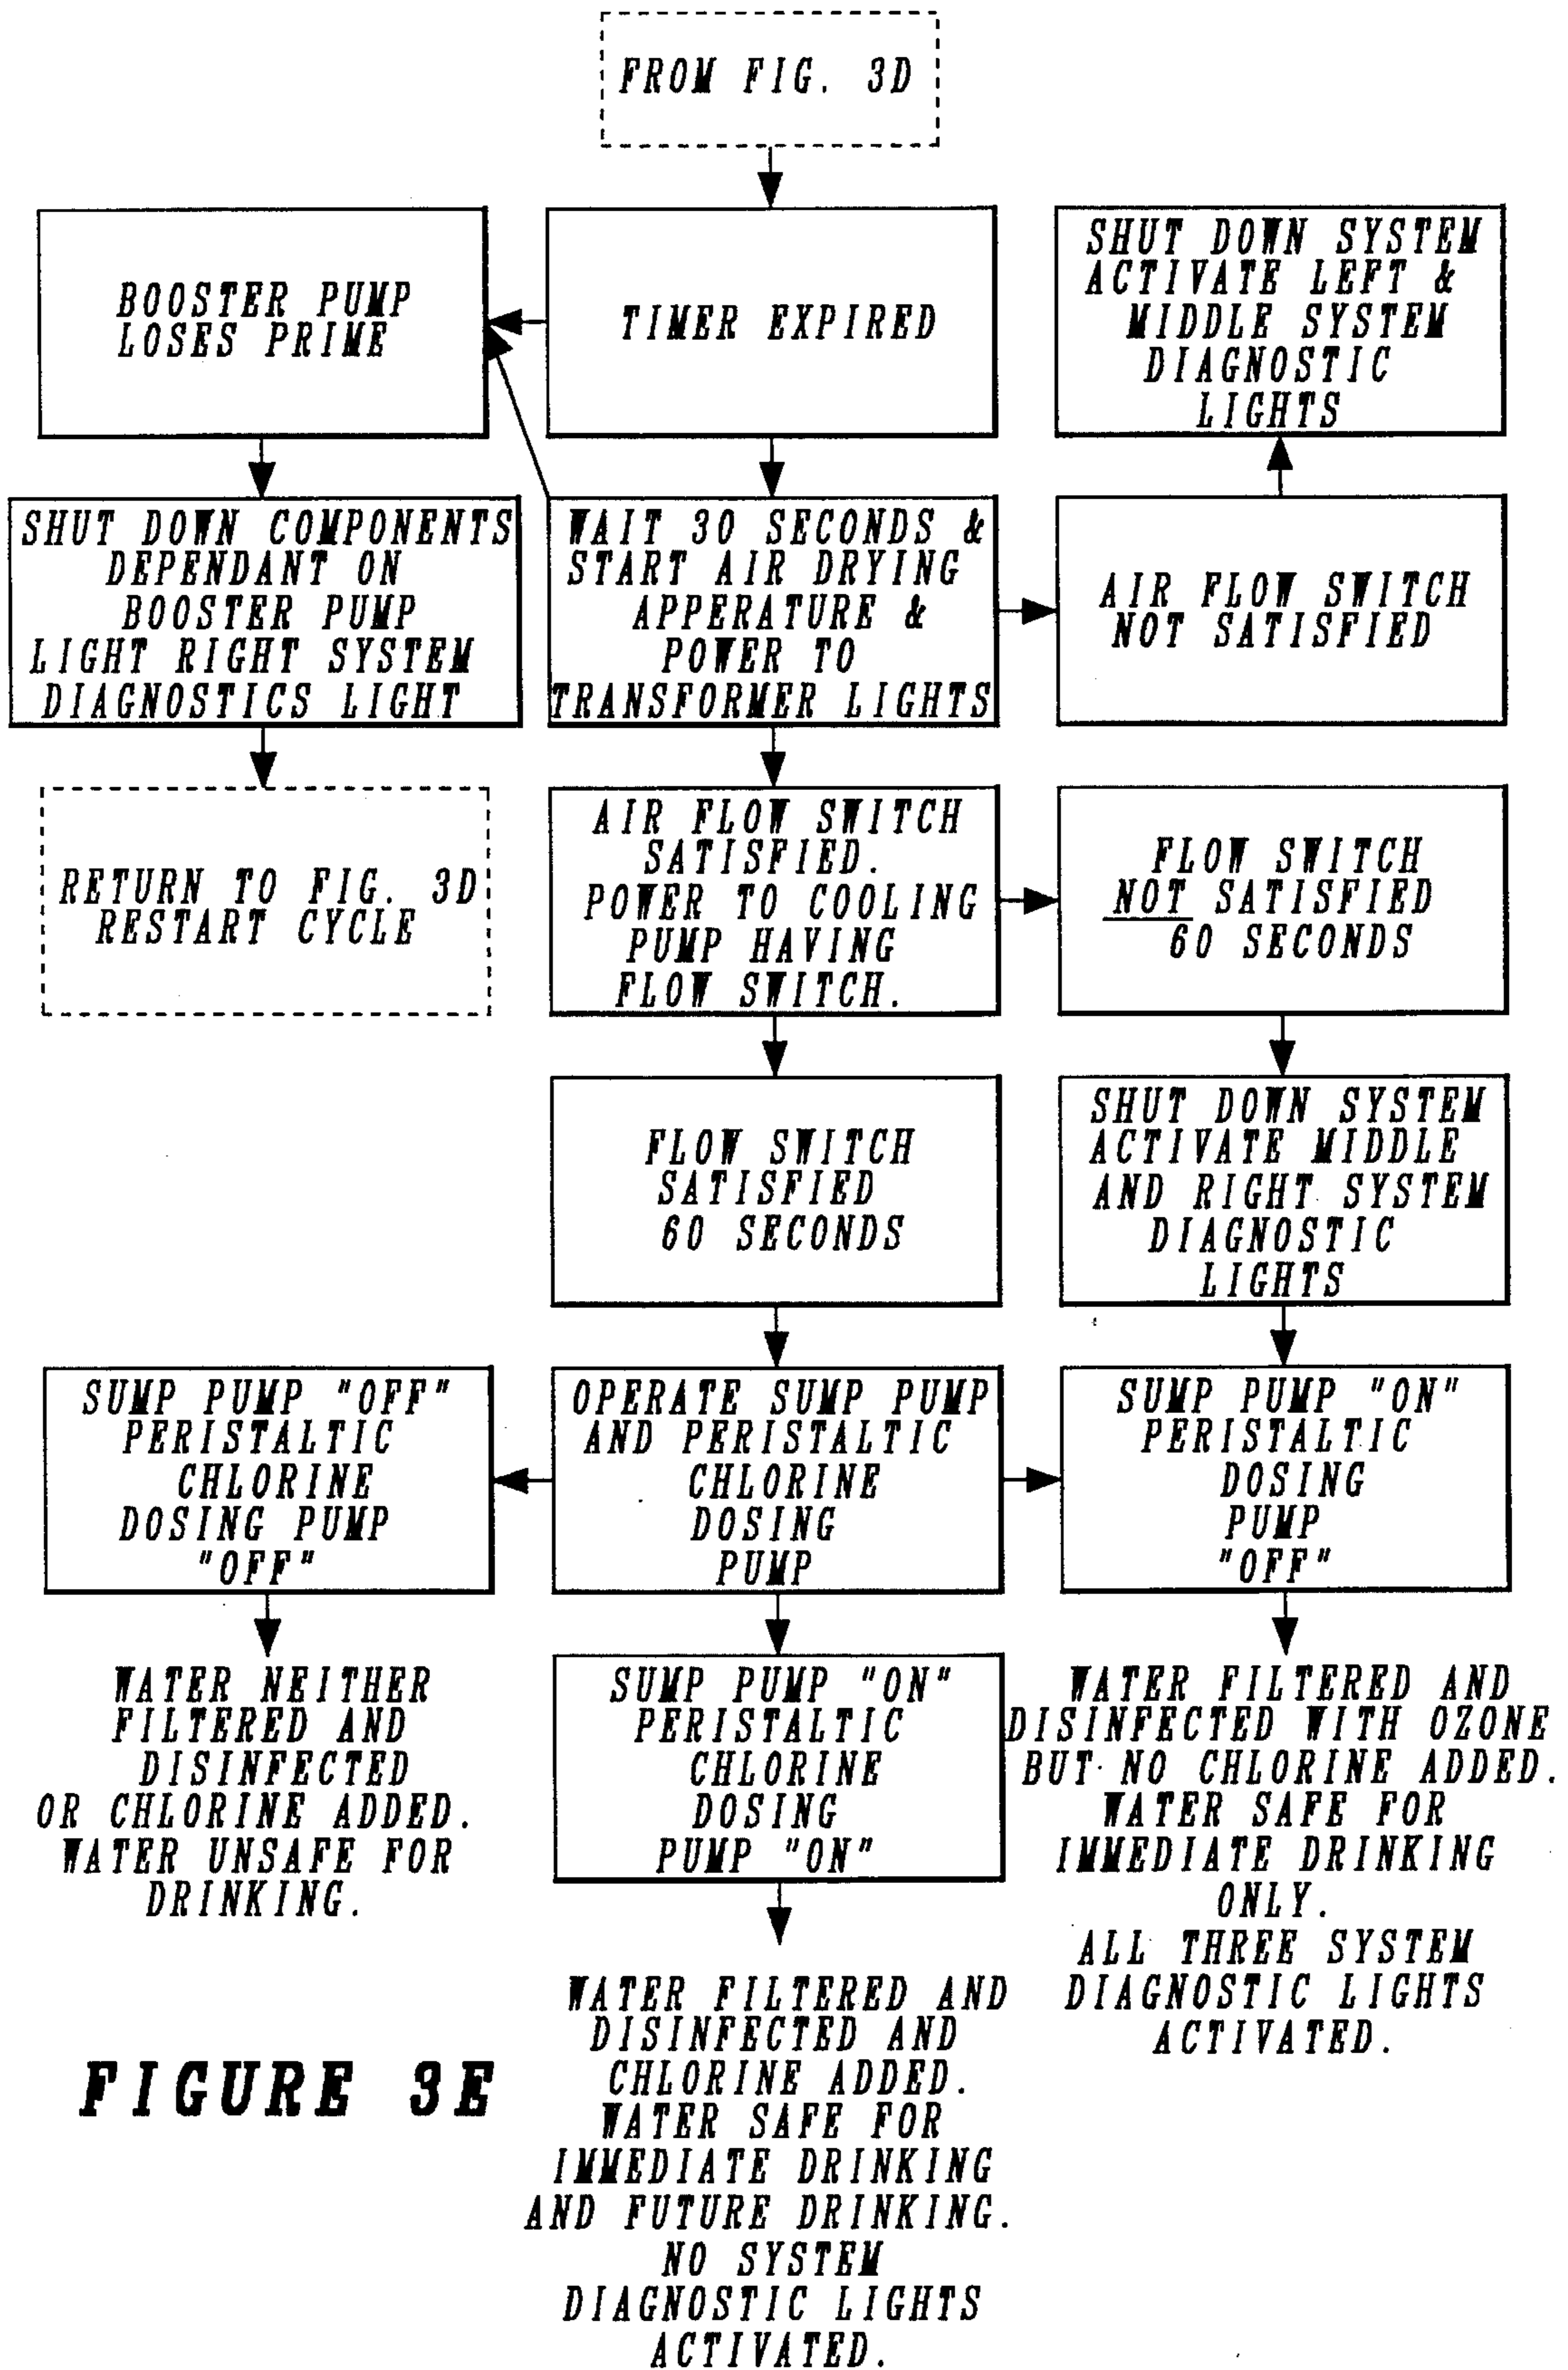 FROM FIG. 3D
BOOSTER PUMP
LOSES PRIME
TIMER EXPIRED
SHUT DOWN SYSTEM
ACTIVATE LEFT &
MIDDLE SYSTEM
DIAGNOSTIC
LIGHTS
SHUT DOWN COMPONENTS
DEPENDANT ON
BOOSTER PUMP
LIGHT RIGHT SYSTEM
DIAGNOSTICS LIGHT
WAIT 30 SECONDS &
START AIR DRYING
APPERATURE &
POWER TO
TRANSFORMER LIGHTS
AIR FLOW SWITCH
NOT SATISFIED
RETURN TO FIG. 3D
RESTART CYCLE
AIR FLOW SWITCH
SATISFIED.
POWER TO COOLING
PUMP HAVING
FLOW SWITCH.
FLOW SWITCH
NOT SATISFIED
60 SECONDS
FLOW SWITCH
SATISFIED
60 SECONDS
SHUT DOWN SYSTEM
ACTIVATE MIDDLE
AND RIGHT SYSTEM
DIAGNOSTIC
LIGHTS
SUMP PUMP "OFF"
PERISTALTIC
CHLORINE
DOSING PUMP
"OFF"
OPERATE SUMP PUMP
AND PERISTALTIC
CHLORINE
DOSING
PUMP
SUMP PUMP "ON"
PERISTALTIC
DOSING
PUMP
"OFF"
WATER NEITHER
FILTERED AND
DISINFECTED
OR CHLORINE ADDED.
WATER UNSAFE FOR
DRINKING.
SUMP PUMP "ON"
PERISTALTIC
CHLORINE
DOSING
PUMP "ON"
WATER FILTERED AND
DISINFECTED WITH OZONE
BUT NO CHLORINE ADDED.
WATER SAFE FOR
IMMEDIATE DRINKING
ONLY.
ALL THREE SYSTEM
DIAGNOSTIC LIGHTS
ACTIVATED.
WATER FILTERED AND
DISINFECTED AND
CHLORINE ADDED.
WATER SAFE FOR
IMMEDIATE DRINKING
AND FUTURE DRINKING.
NO SYSTEM
DIAGNOSTIC LIGHTS
ACTIVATED.
FIGURE 3E